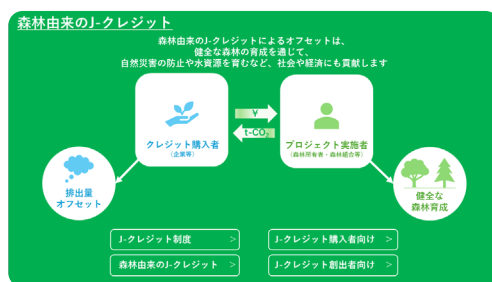 森林由来のJ-クレジット
森林由来のJ-クレジットによるオフセットは、
健全な森林の育成を通じて、
自然災害の防止や水資源を育むなど、社会や経済にも貢献します
クレジット購入者
（企業等）
¥
t-CO₂
プロジェクト実施者
（森林所有者・森林組合等）
排出量
オフセット
健全な
森林育成
J-クレジット制度 >
J-クレジット購入者向け >
森林由来のJ-クレジット >
J-クレジット創出者向け >